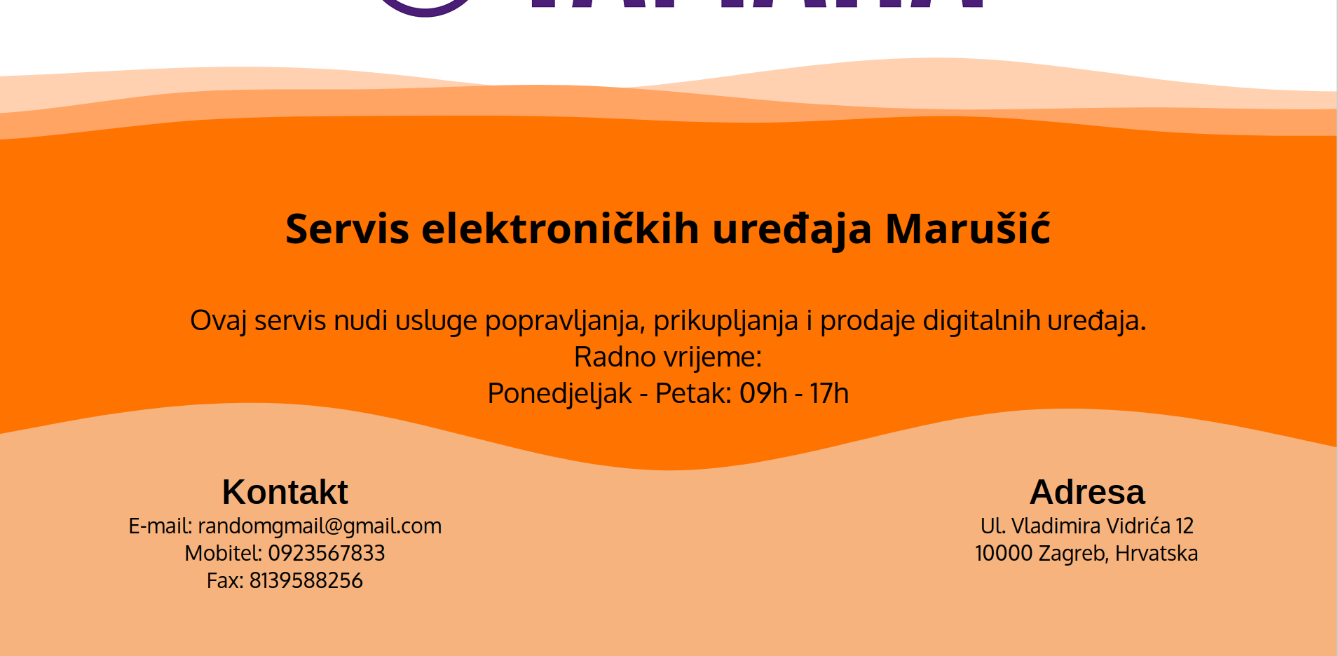 Servis elektroničkih uređaja Marušić
Ovaj servis nudi usluge popravljanja, prikupljanja i prodaje digitalnih uređaja.
Radno vrijeme:
Ponedjeljak - Petak: 09h - 17h
Kontakt
E-mail: randomgmail@gmail.com
Mobitel: 0923567833
Fax: 8139588256
Adresa
Ul. Vladimira Vidrića 12
10000 Zagreb, Hrvatska